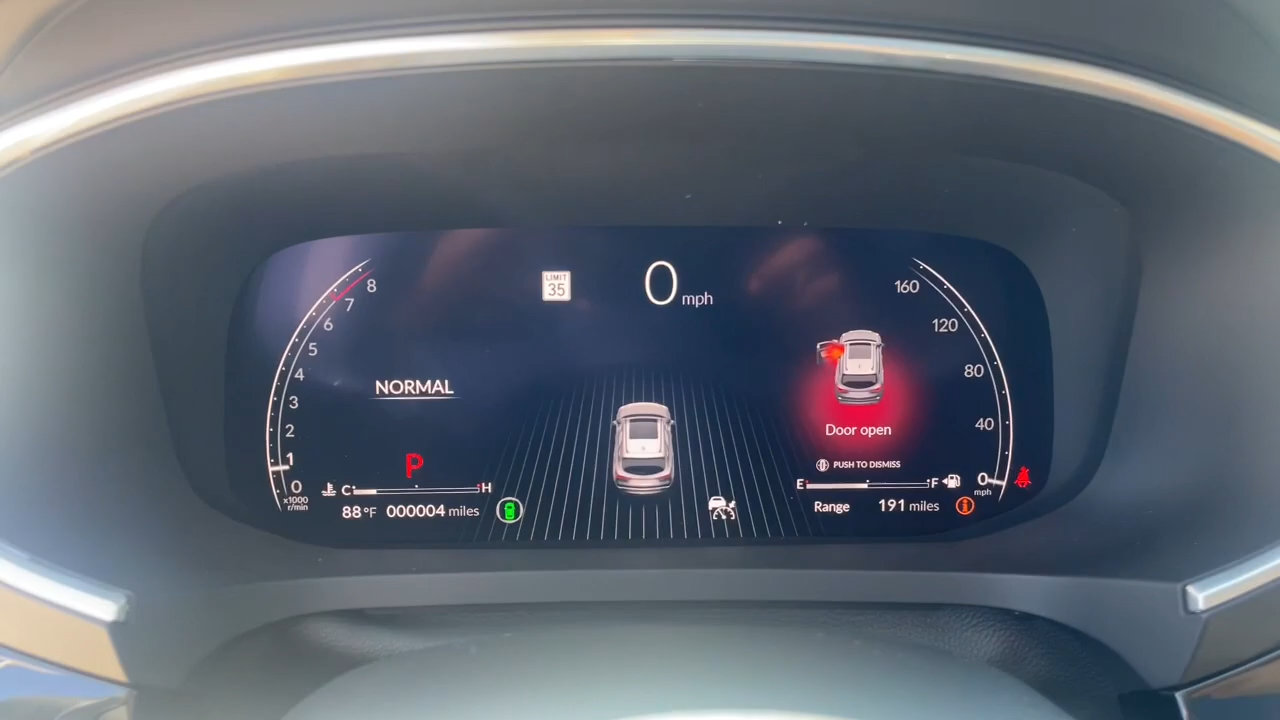 LIMIT
35
0 mph
8
7
6
5
4
3
2
1
0
x1000
r/min
NORMAL
P
C H
88°F 000004 miles
160
120
80
40
0
mph
Door open
PUSH TO DISMISS
E F
Range 191 miles